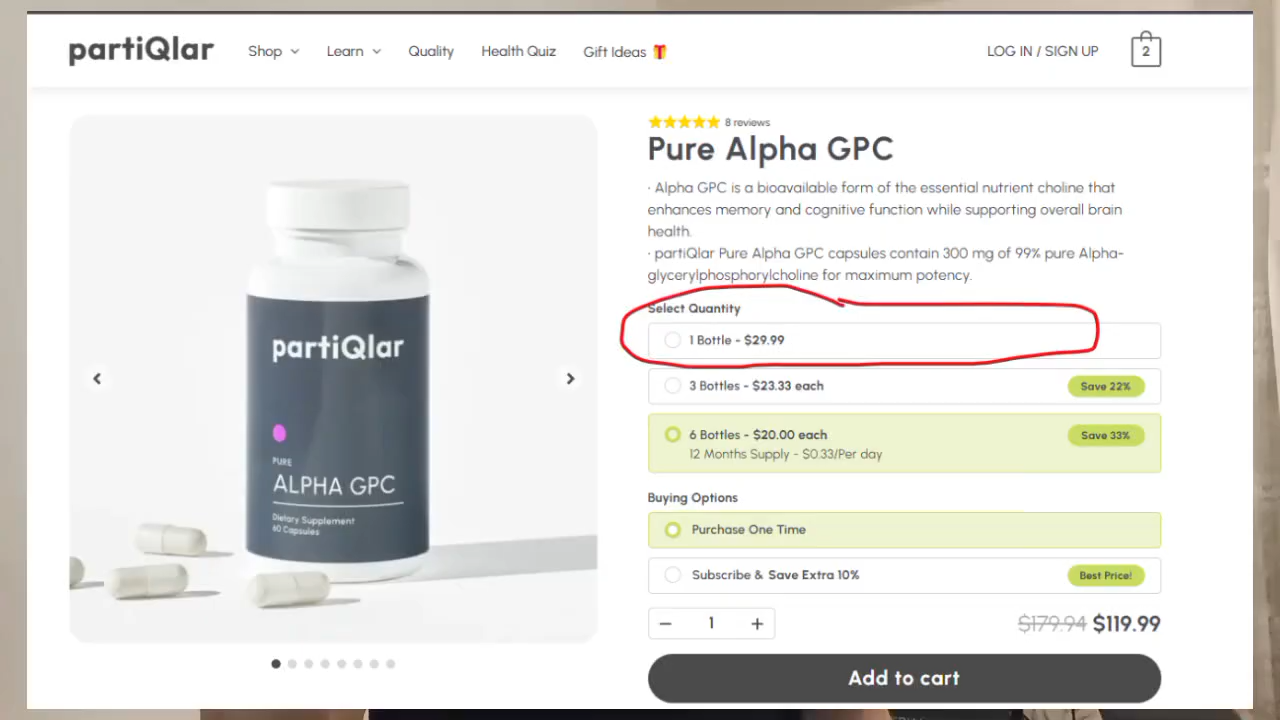 partiQlar Shop Learn Quality Health Quiz Gift Ideas LOG IN / SIGN UP 2
8 reviews
Pure Alpha GPC
· Alpha GPC is a bioavailable form of the essential nutrient choline that
enhances memory and cognitive function while supporting overall brain
health.
· partiQlar Pure Alpha GPC capsules contain 300 mg of 99% pure Alpha-
glycerylphosphorylcholine for maximum potency.
Select Quantity
1 Bottle - $29.99
3 Bottles - $23.33 each Save 22%
6 Bottles - $20.00 each Save 33%
12 Months Supply - $0.33/Per day
Buying Options
Purchase One Time
Subscribe & Save Extra 10% Best Price!
− 1 + $179.94 $119.99
Add to cart
partiQlar
PURE
ALPHA GPC
Dietary Supplement
60 Capsules